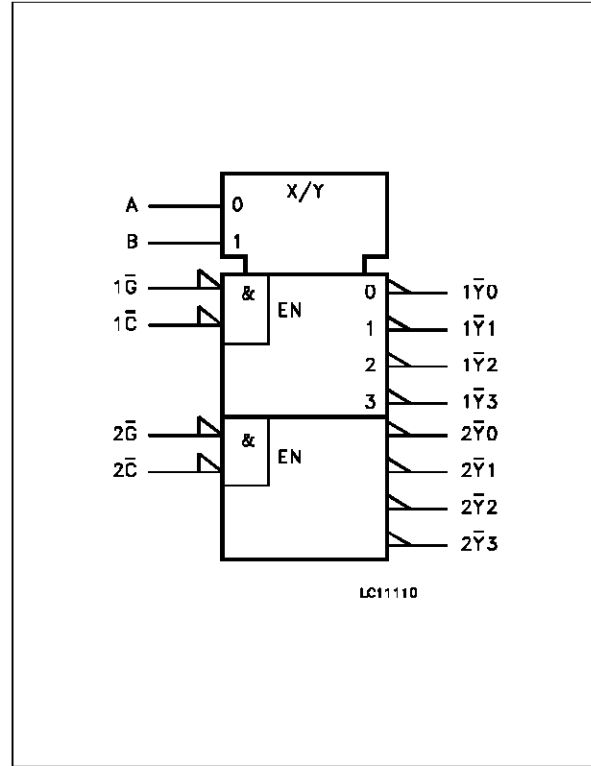 X/Y
A 0
B 1
1G̅ & EN 0 1Y̅0
1C̅ 1 1Y̅1
2 1Y̅2
3 1Y̅3
2G̅ & EN 2Y̅0
2C̅ 2Y̅1
2Y̅2
2Y̅3
LC11110